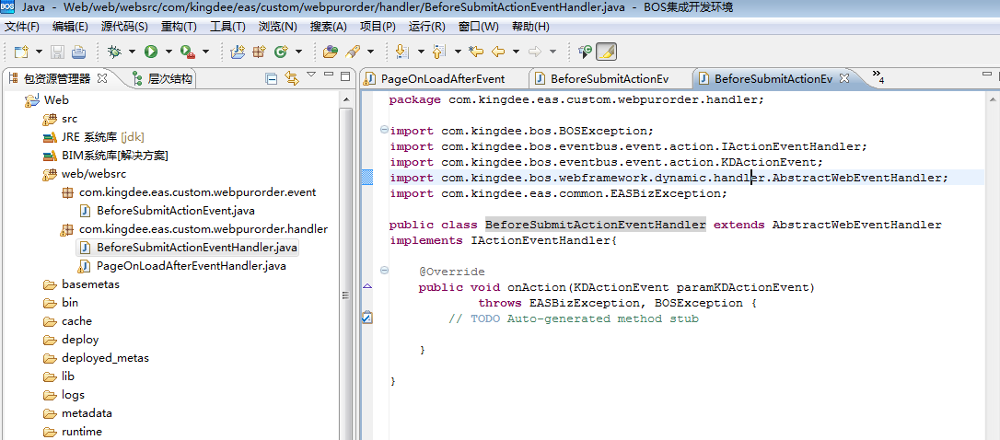 BOS Java - Web/web/websrc/com/kingdee/eas/custom/webpurorder/handler/BeforeSubmitActionEventHandler.java - BOS集成开发环境
文件(F) 编辑(E) 源代码(S) 重构(T) 工具(T) 浏览(N) 搜索(A) 项目(P) 运行(R) 窗口(W) 帮助(H)
包资源管理器 层次结构
Web
src
JRE 系统库 [jdk]
BIM系统库[解决方案]
web/websrc
com.kingdee.eas.custom.webpurorder.event
BeforeSubmitActionEvent.java
com.kingdee.eas.custom.webpurorder.handler
BeforeSubmitActionEventHandler.java
PageOnLoadAfterEventHandler.java
basemetas
bin
cache
deploy
deployed_metas
lib
logs
metadata
runtime
PageOnLoadAfterEvent BeforeSubmitActionEv BeforeSubmitActionEv »4
package com.kingdee.eas.custom.webpurorder.handler;
import com.kingdee.bos.BOSException;
import com.kingdee.bos.eventbus.event.action.IActionEventHandler;
import com.kingdee.bos.eventbus.event.action.KDActionEvent;
import com.kingdee.bos.webframework.dynamic.handler.AbstractWebEventHandler;
import com.kingdee.eas.common.EASBizException;
public class BeforeSubmitActionEventHandler extends AbstractWebEventHandler
implements IActionEventHandler{
@Override
public void onAction(KDActionEvent paramKDActionEvent)
throws EASBizException, BOSException {
// TODO Auto-generated method stub
}
}